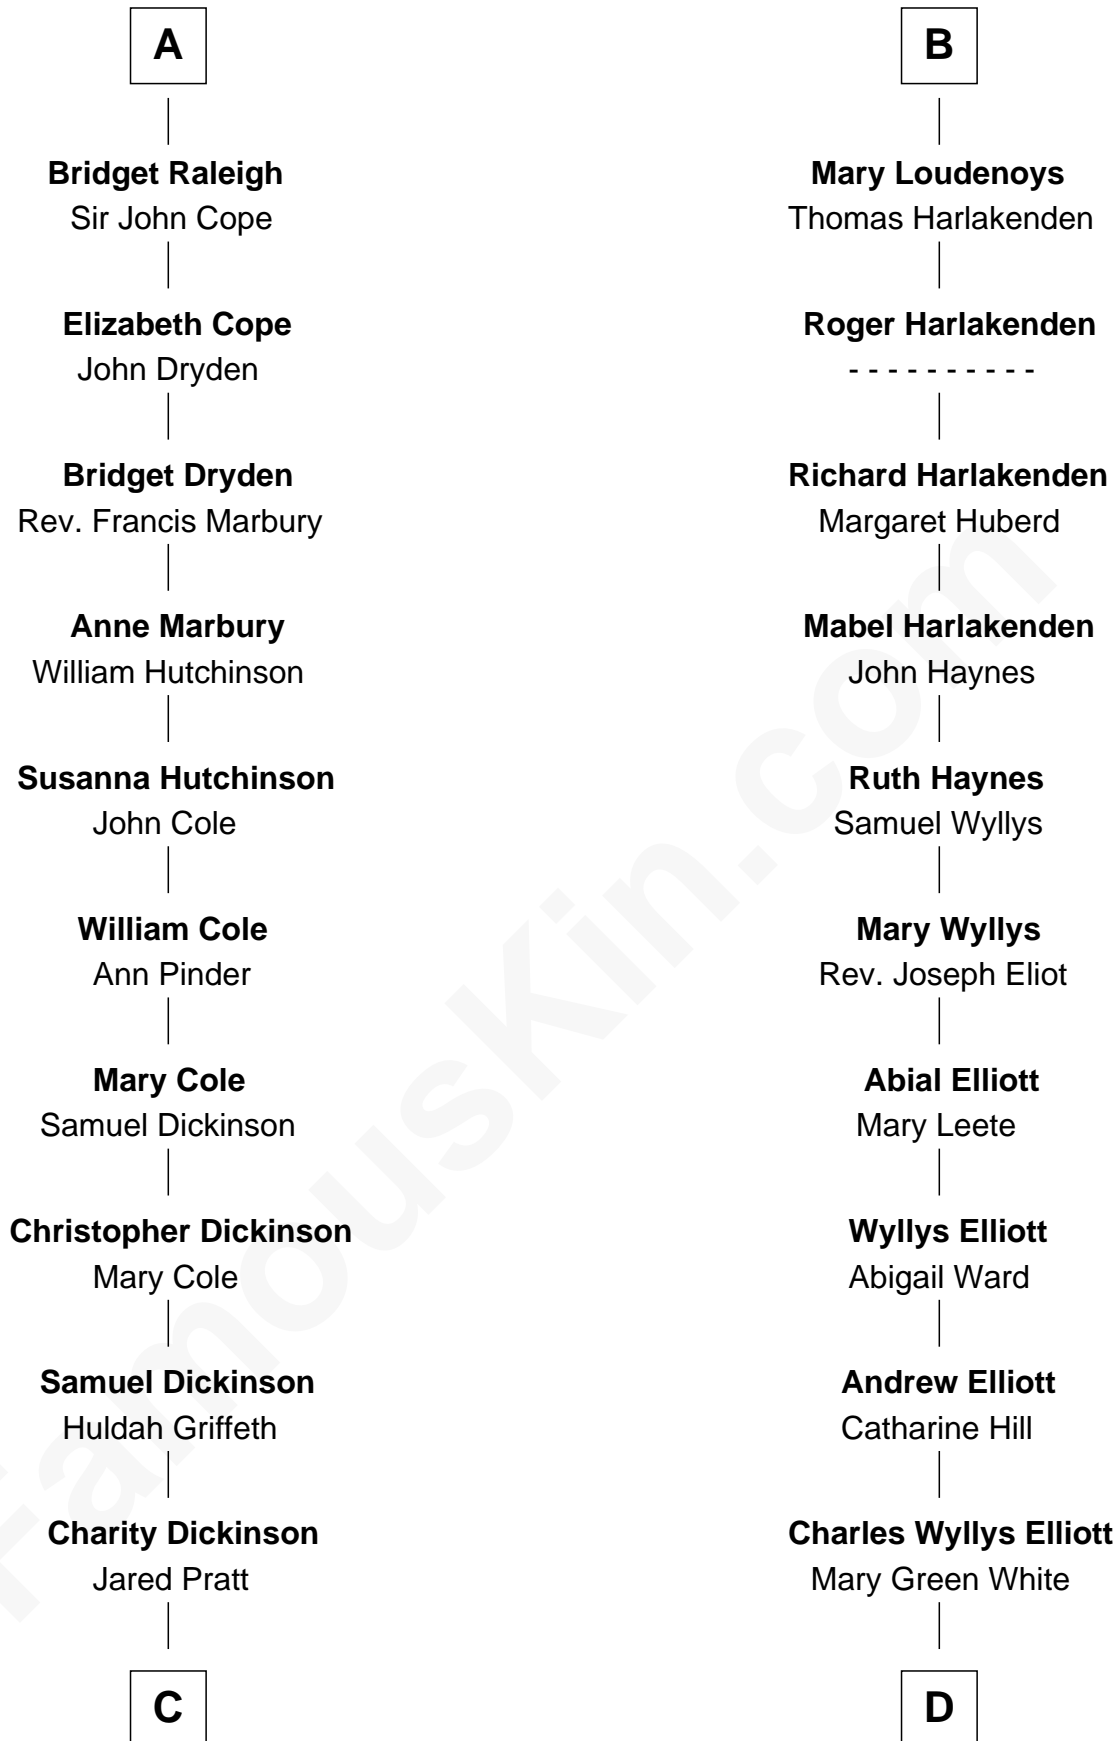 A
Bridget Raleigh
Sir John Cope
Elizabeth Cope
John Dryden
Bridget Dryden
Rev. Francis Marbury
Anne Marbury
William Hutchinson
Susanna Hutchinson
John Cole
William Cole
Ann Pinder
Mary Cole
Samuel Dickinson
Christopher Dickinson
Mary Cole
Samuel Dickinson
Huldah Griffeth
Charity Dickinson
Jared Pratt
C
B
Mary Loudenoys
Thomas Harlakenden
Roger Harlakenden
- - - - - - - - - -
Richard Harlakenden
Margaret Huberd
Mabel Harlakenden
John Haynes
Ruth Haynes
Samuel Wyllys
Mary Wyllys
Rev. Joseph Eliot
Abial Elliott
Mary Leete
Wyllys Elliott
Abigail Ward
Andrew Elliott
Catharine Hill
Charles Wyllys Elliott
Mary Green White
D
FamousKin.com